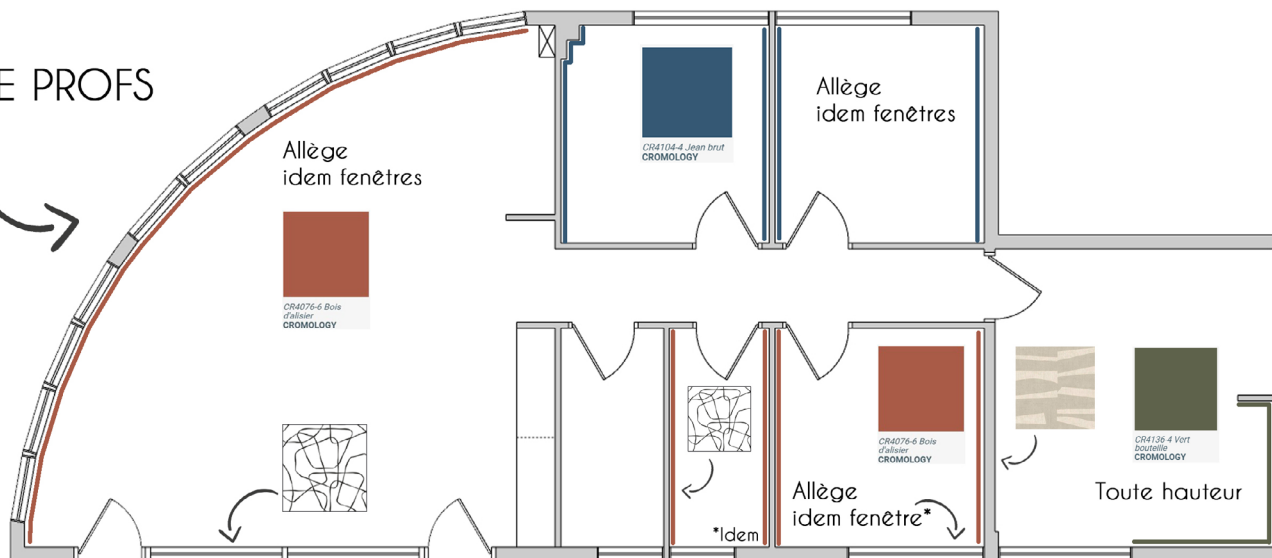 E PROFS
Allège
idem fenêtres
CR4076-6 Bois
d'alisier
CROMOLOGY
CR4104-4 Jean brut
CROMOLOGY
Allège
idem fenêtres
*Idem
CR4076-6 Bois
d'alisier
CROMOLOGY
Allège
idem fenêtre*
CR4136-4 Vert
bouteille
CROMOLOGY
Toute hauteur